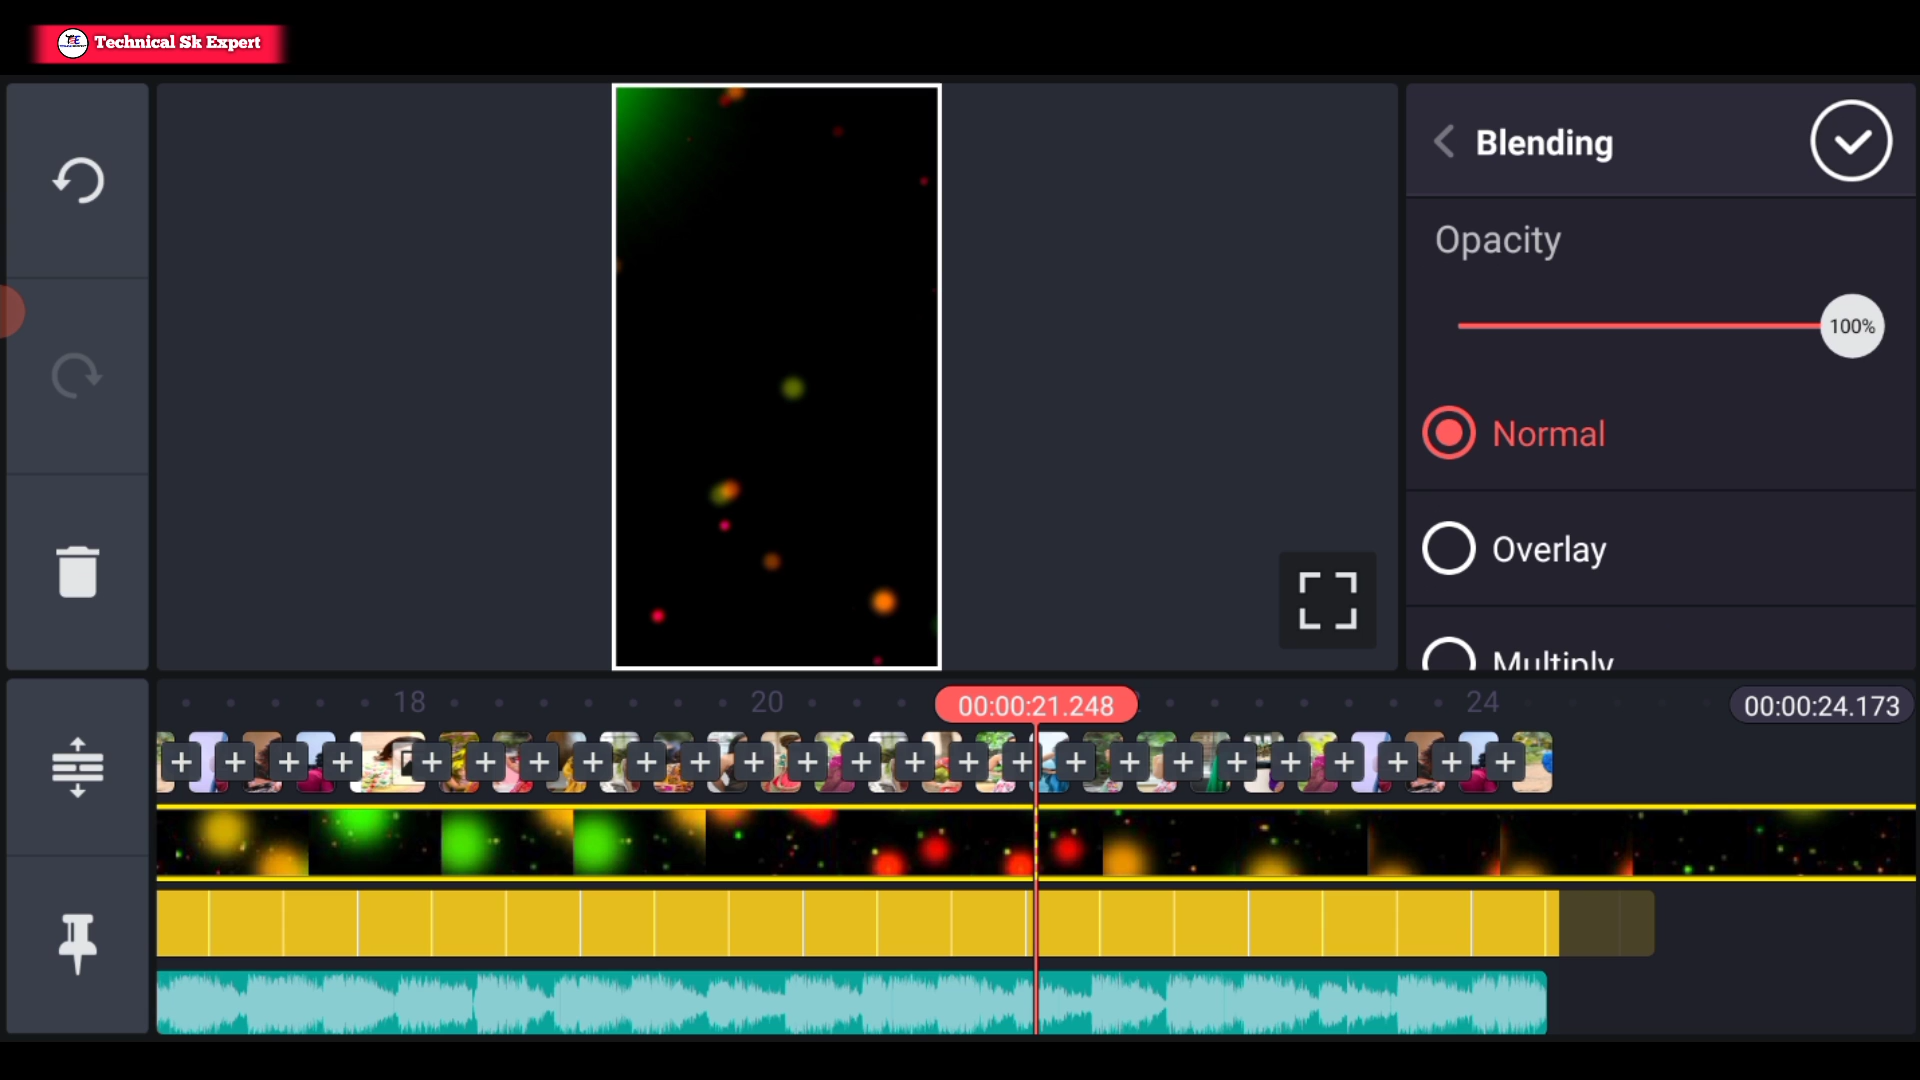 Technical Sk Expert
Blending
Opacity
100%
Normal
Overlay
Multiply
18
20
00:00:21.248
24
00:00:24.173